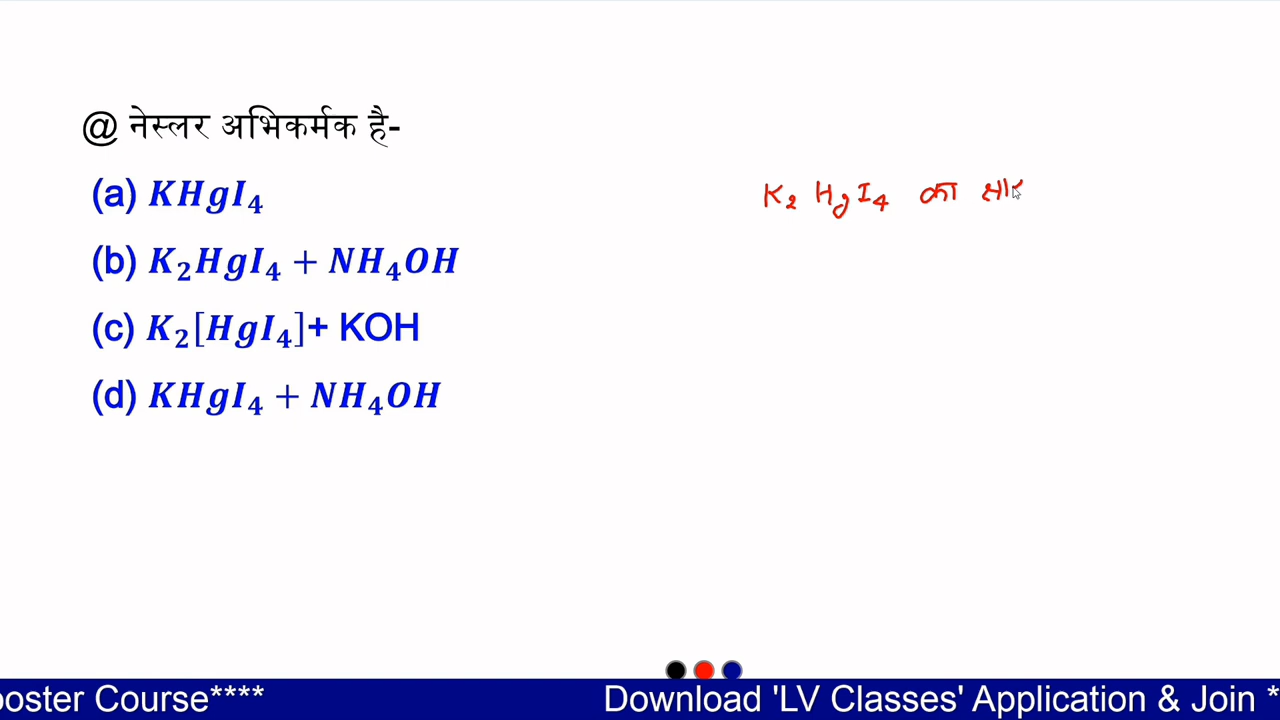 @ नेस्लर अभिकर्मक है-
(a) KHgI₄
K₂ HgI₄ का
(b) K₂HgI₄ + NH₄OH
(c) K₂[HgI₄]+ KOH
(d) KHgI₄ + NH₄OH
ooster Course**** Download 'LV Classes' Application & Join *